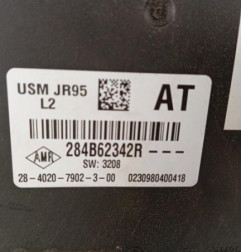 USM JR95
L2
AT
AMR
284B62342R---
SW: 3208
28-4020-7902-3-00 0230980400418